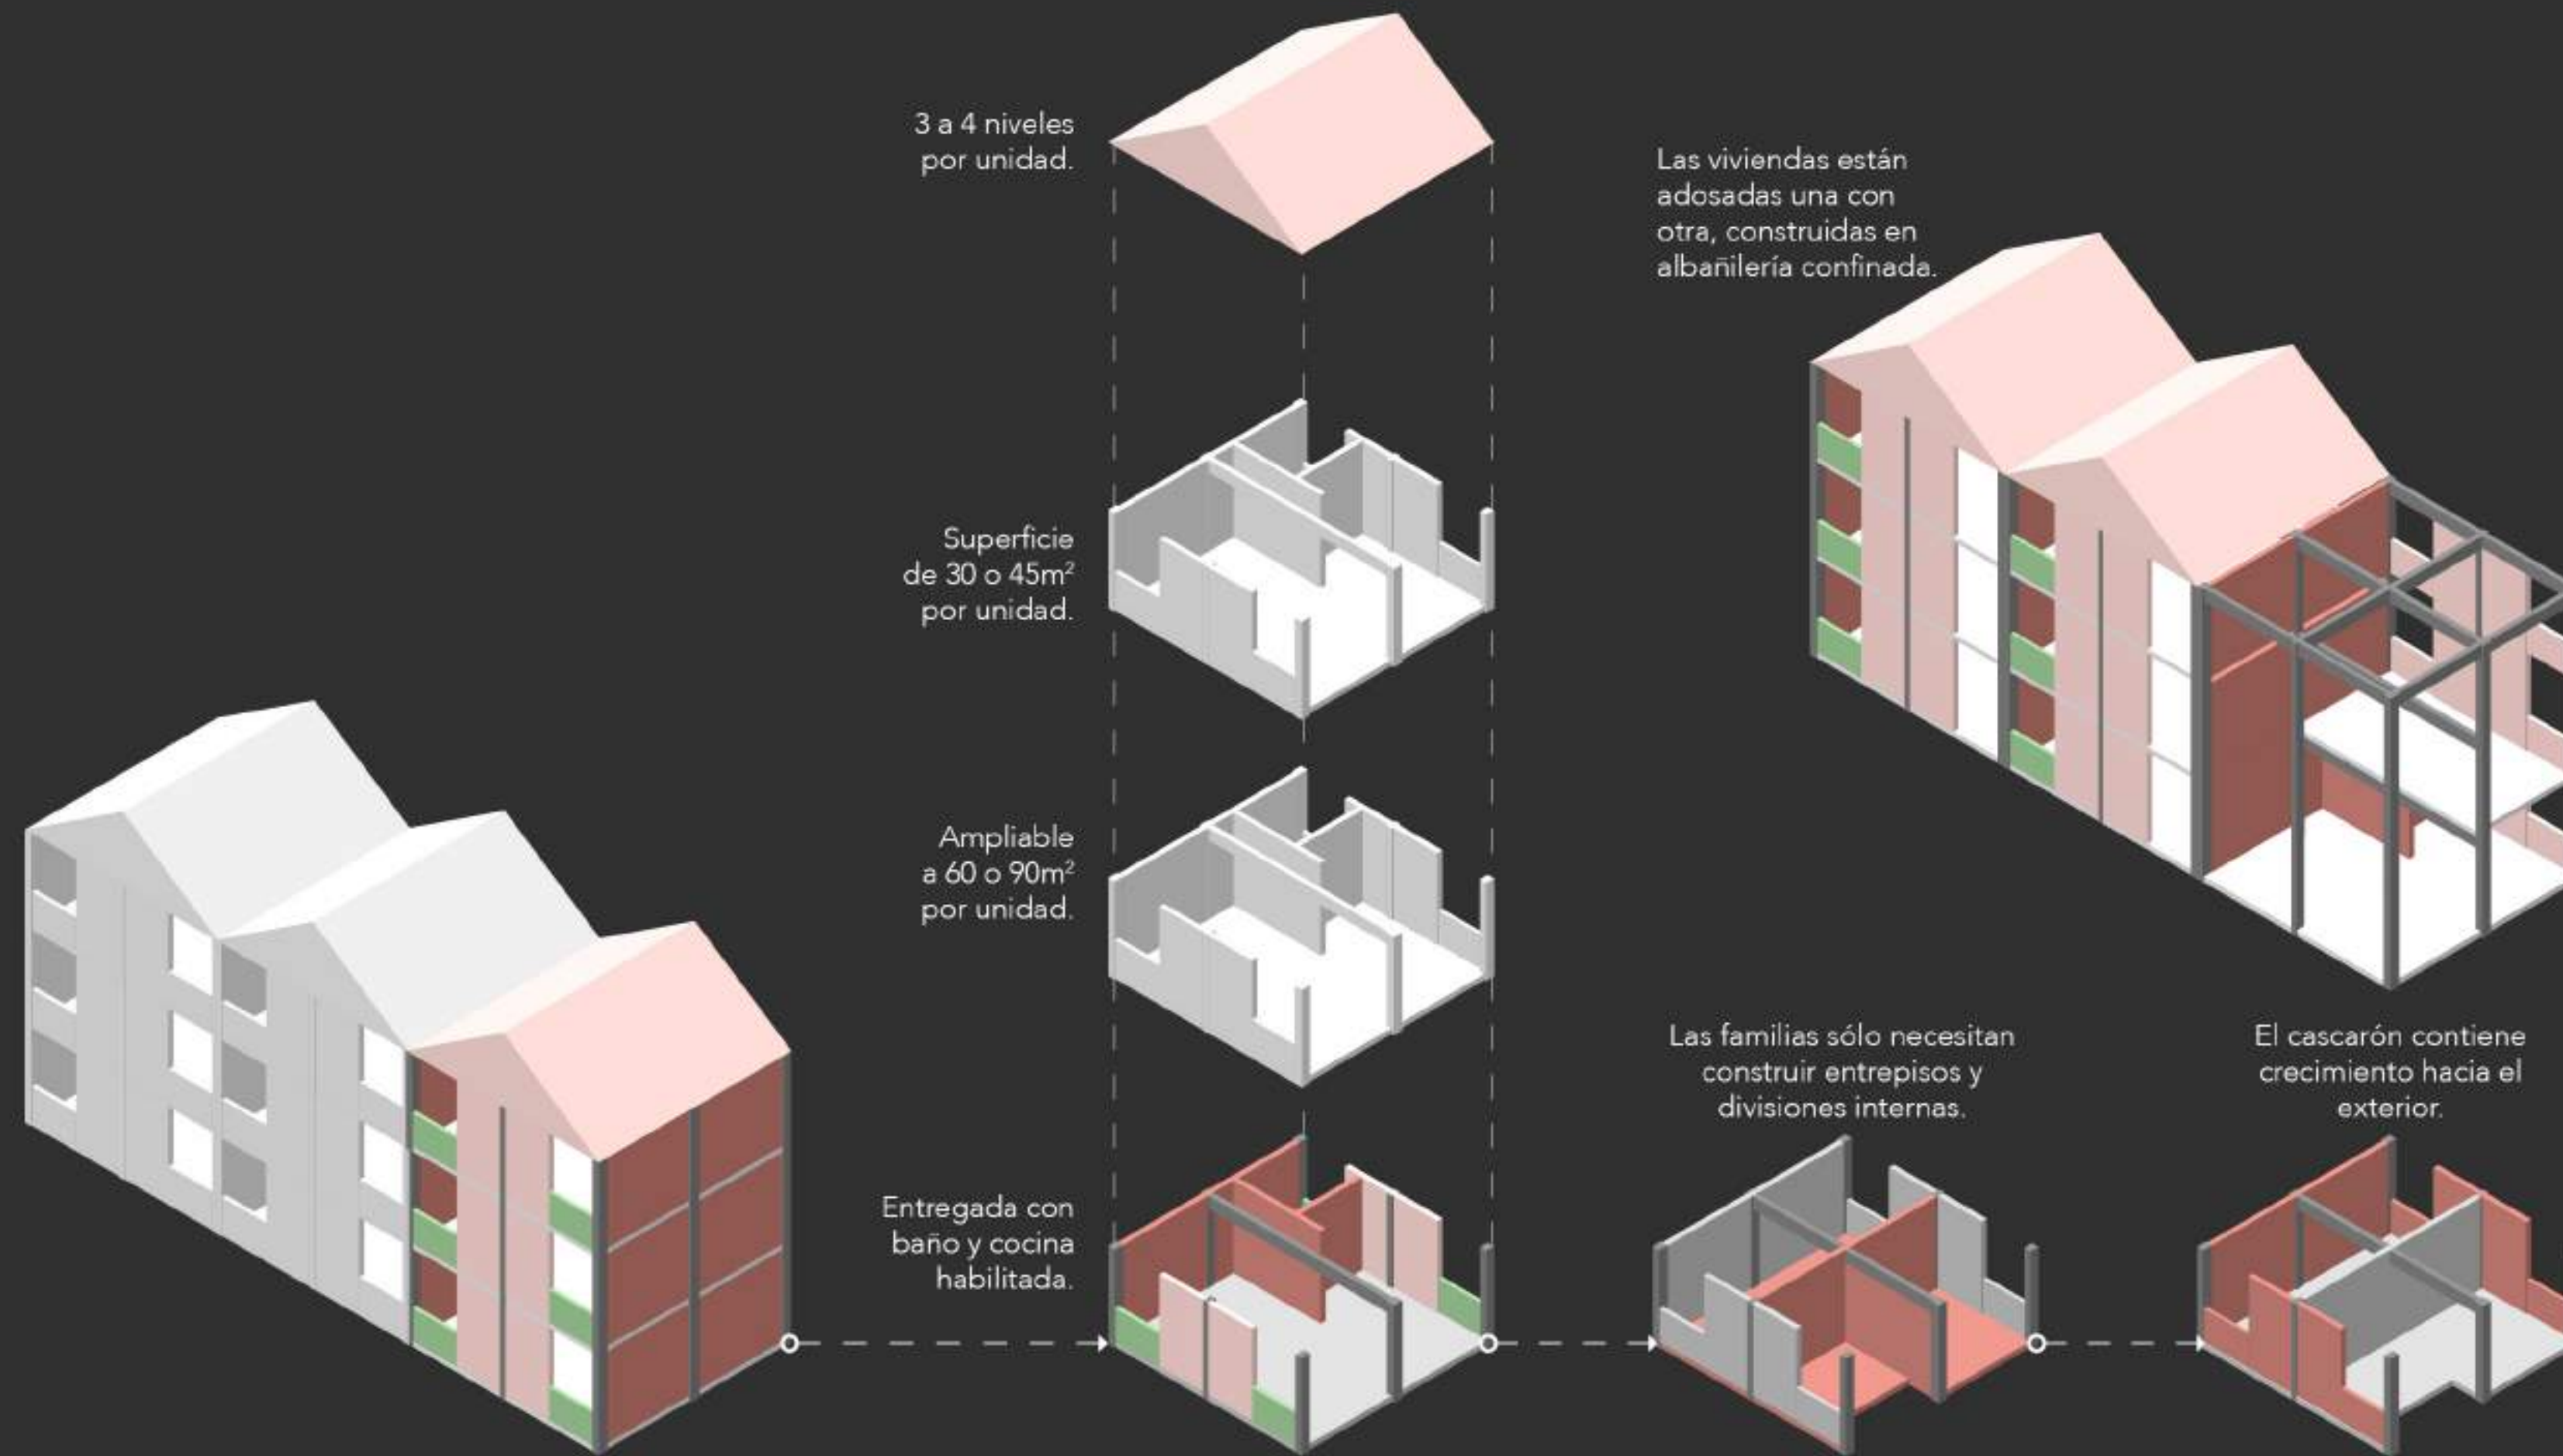 3 a 4 niveles
por unidad.
Superficie
de 30 o 45m²
por unidad.
Ampliable
a 60 o 90m²
por unidad.
Entregada con
baño y cocina
habilitada.
Las viviendas están
adosadas una con
otra, construidas en
albañilería confinada.
Las familias sólo necesitan
construir entrepisos y
divisiones internas.
El cascarón contiene
crecimiento hacia el
exterior.